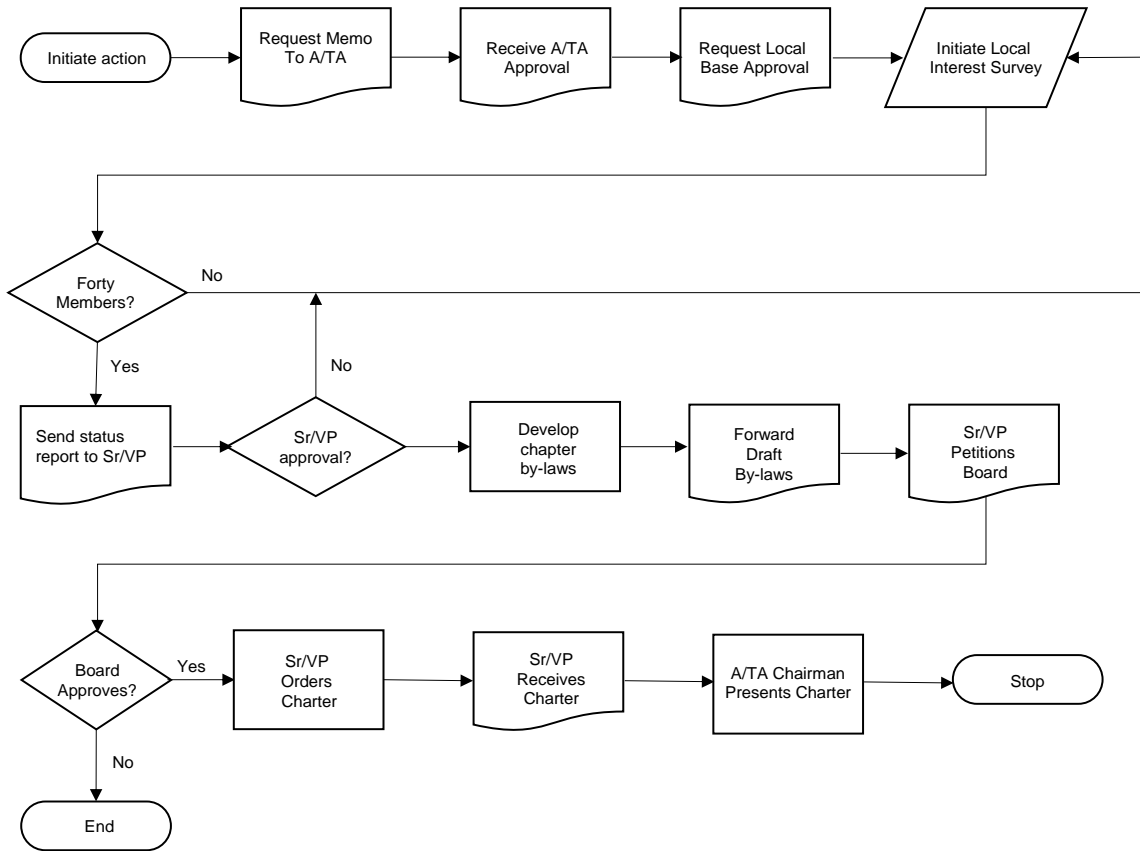 Initiate action
Request Memo
To A/TA
Receive A/TA
Approval
Request Local
Base Approval
Initiate Local
Interest Survey
Forty
Members?
No
Yes
No
Send status
report to Sr/VP
Sr/VP
approval?
Develop
chapter
by-laws
Forward
Draft
By-laws
Sr/VP
Petitions
Board
Board
Approves?
Yes
Sr/VP
Orders
Charter
Sr/VP
Receives
Charter
A/TA Chairman
Presents Charter
Stop
No
End